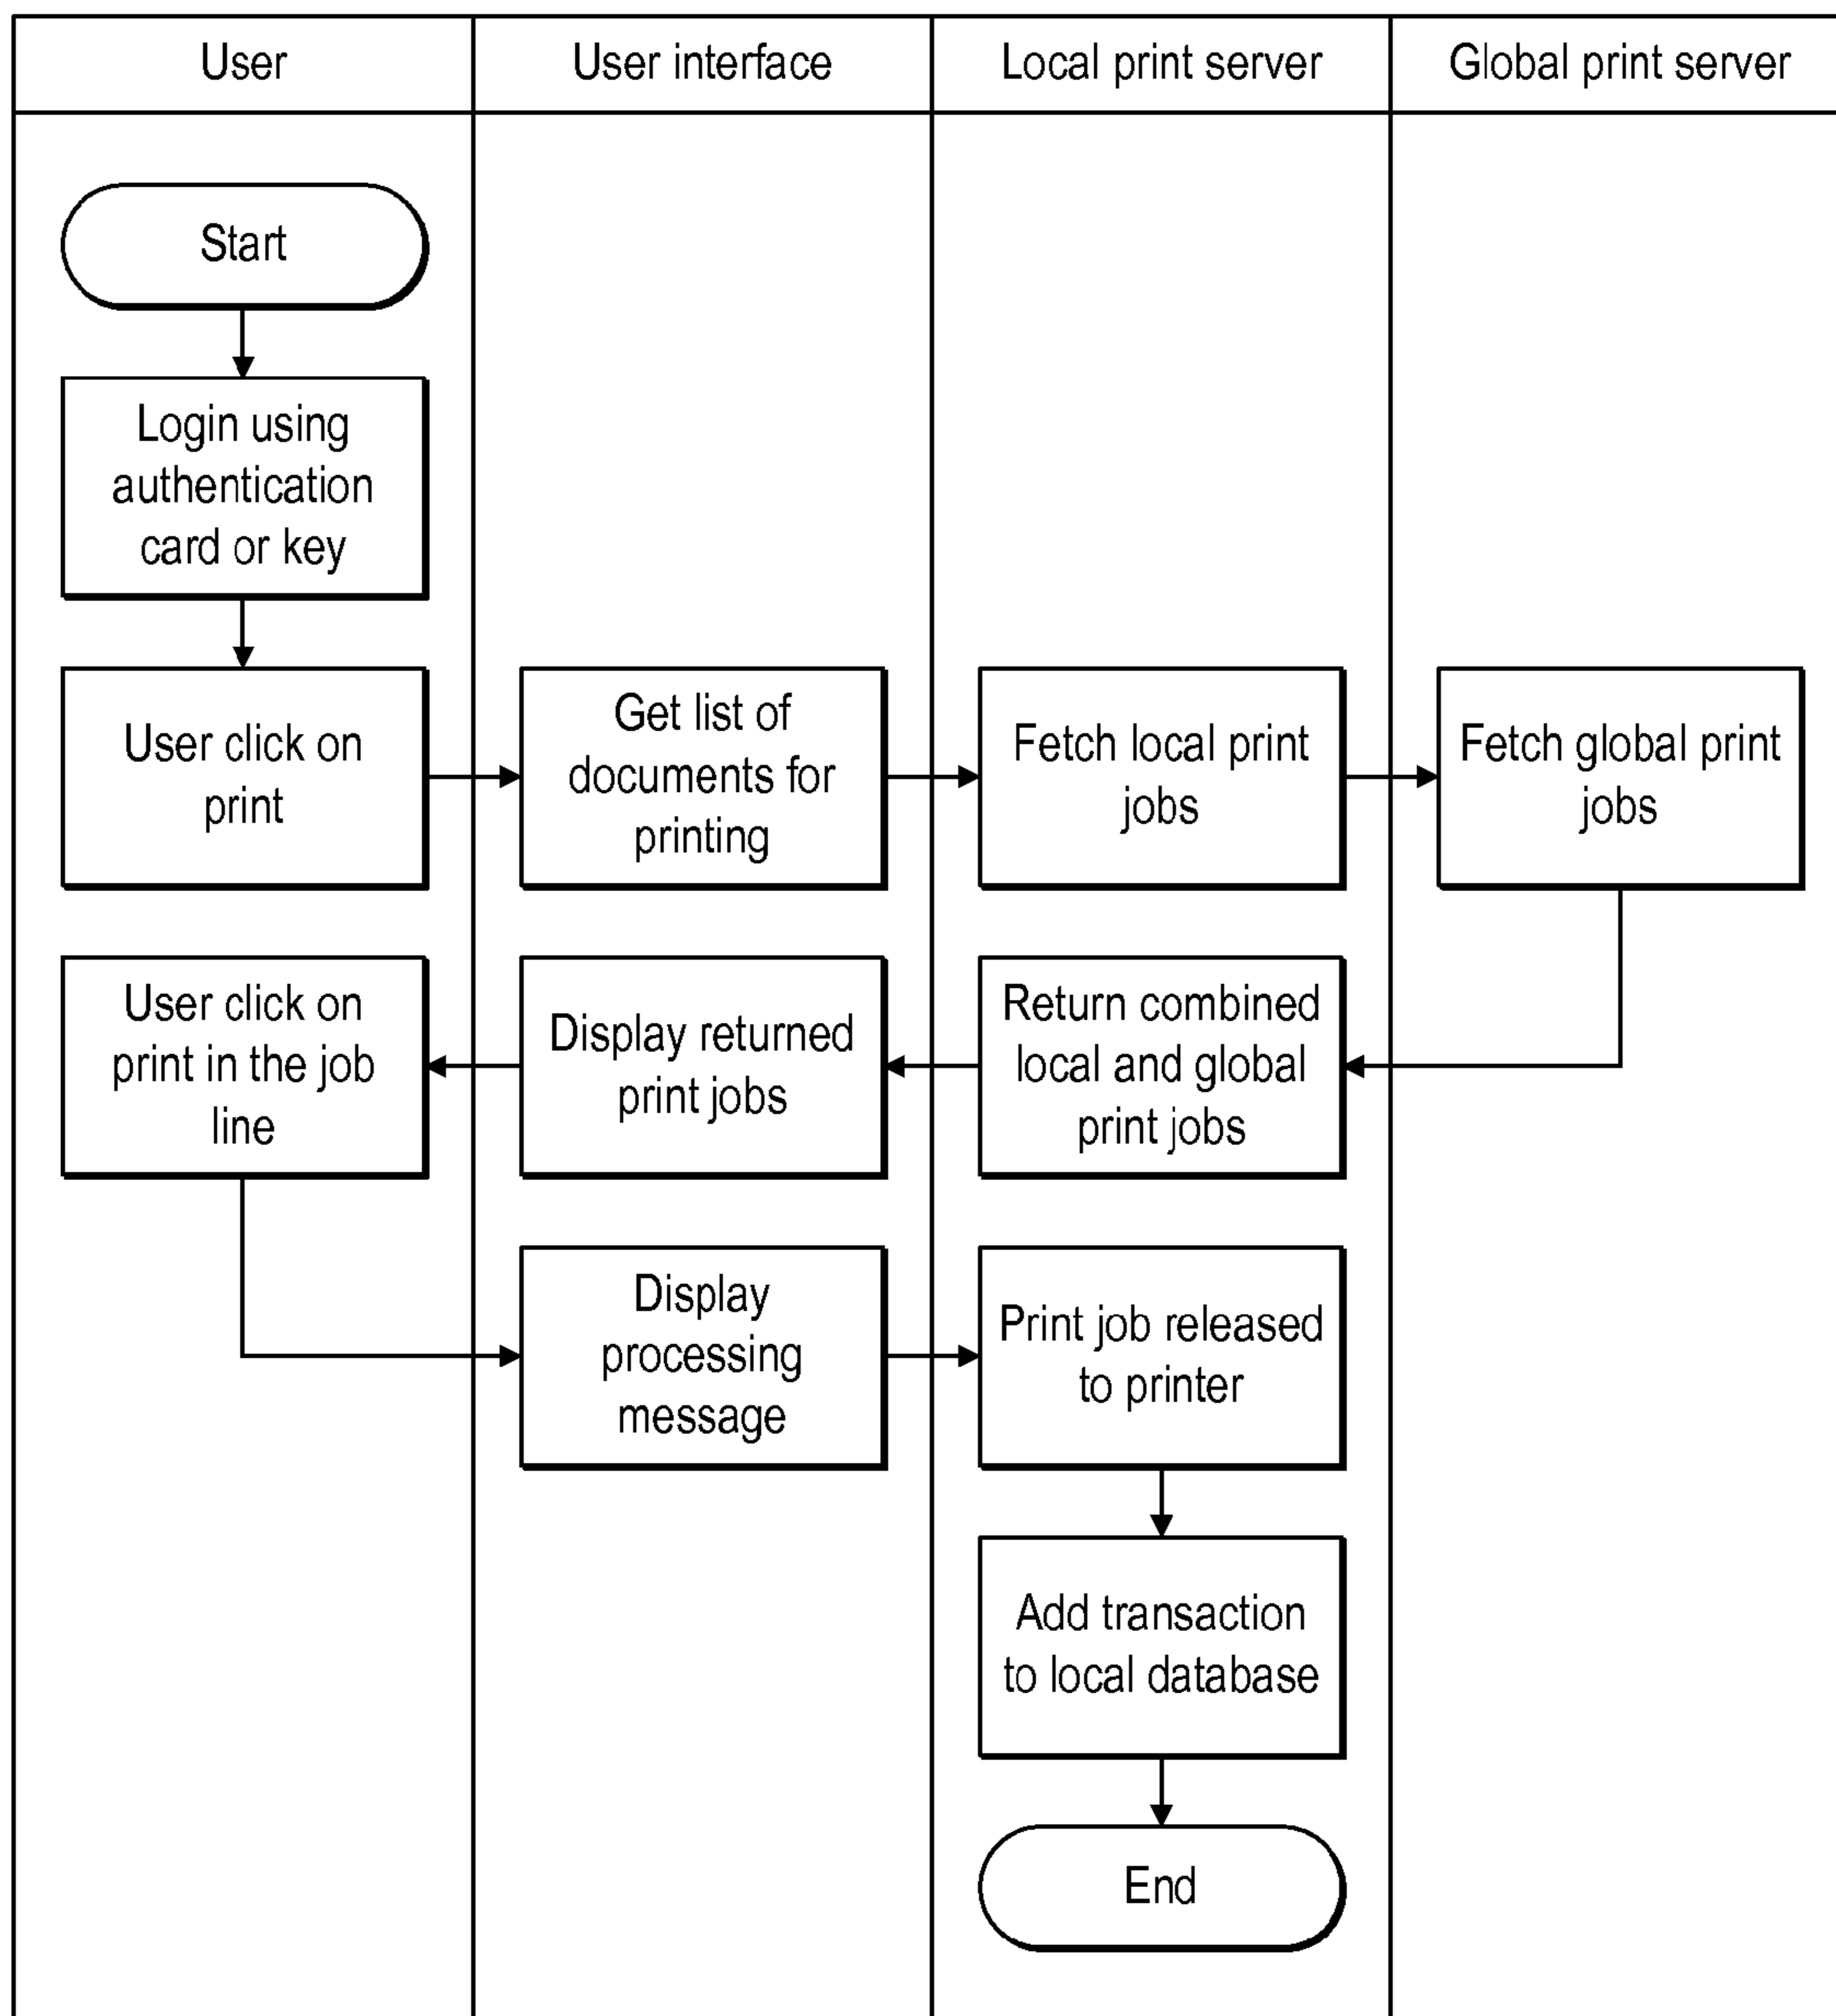 User
User interface
Local print server
Global print server
Start
Login using
authentication
card or key
User click on
print
Get list of
documents for
printing
Fetch local print
jobs
Fetch global print
jobs
User click on
print in the job
line
Display returned
print jobs
Return combined
local and global
print jobs
Display
processing
message
Print job released
to printer
Add transaction
to local database
End